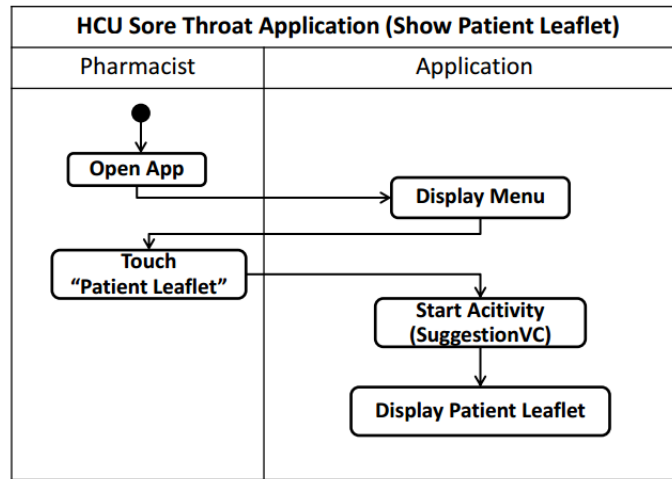 HCU Sore Throat Application (Show Patient Leaflet)
Pharmacist
Application
Open App
Display Menu
Touch
“Patient Leaflet”
Start Acitivity
(SuggestionVC)
Display Patient Leaflet